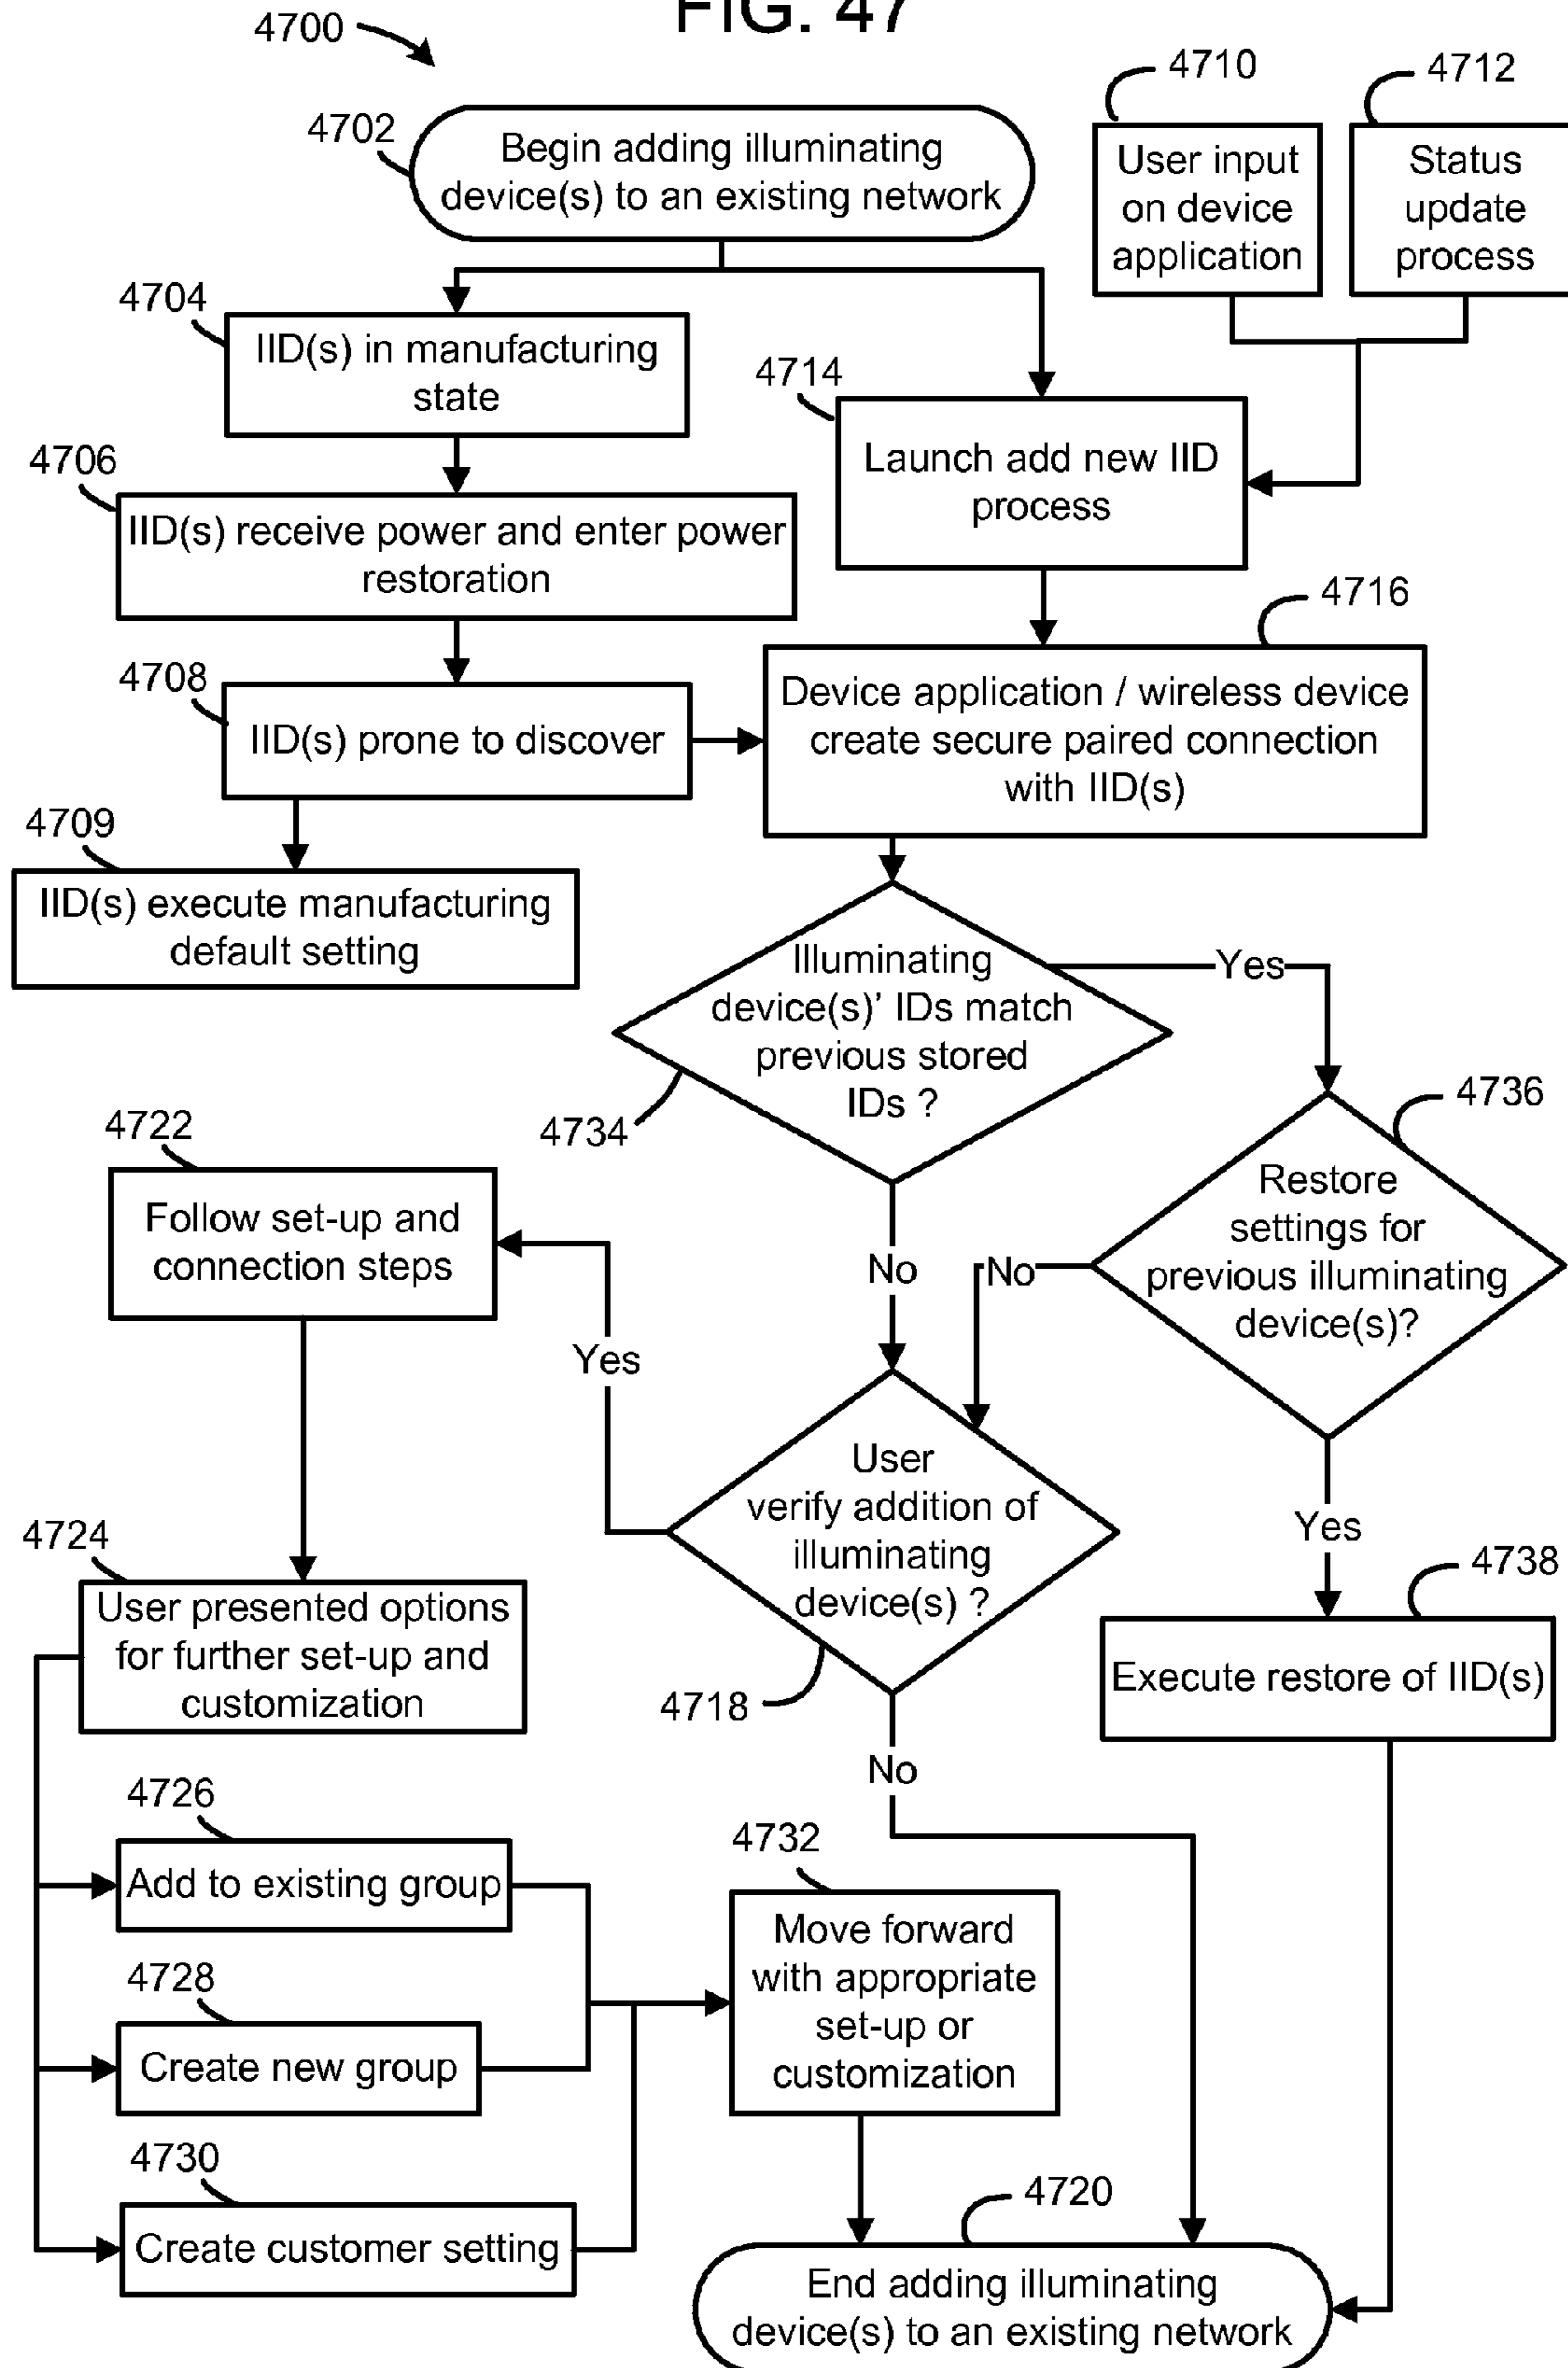 FIG. 47
4700
4710
4712
4702
Begin adding illuminating
device(s) to an existing network
User input
on device
application
Status
update
process
4704
IID(s) in manufacturing
state
4714
Launch add new IID
process
4706
IID(s) receive power and enter power
restoration
4716
4708
IID(s) prone to discover
Device application / wireless device
create secure paired connection
with IID(s)
4709
IID(s) execute manufacturing
default setting
Illuminating
device(s)' IDs match
previous stored
IDs ?
Yes
4734
4736
4722
Follow set-up and
connection steps
Restore
settings for
previous illuminating
device(s)?
No
No
Yes
User
verify addition of
illuminating
device(s) ?
Yes
4724
User presented options
for further set-up and
customization
4738
Execute restore of IID(s)
4718
No
4726
Add to existing group
4732
Move forward
with appropriate
set-up or
customization
4728
Create new group
4730
Create customer setting
4720
End adding illuminating
device(s) to an existing network